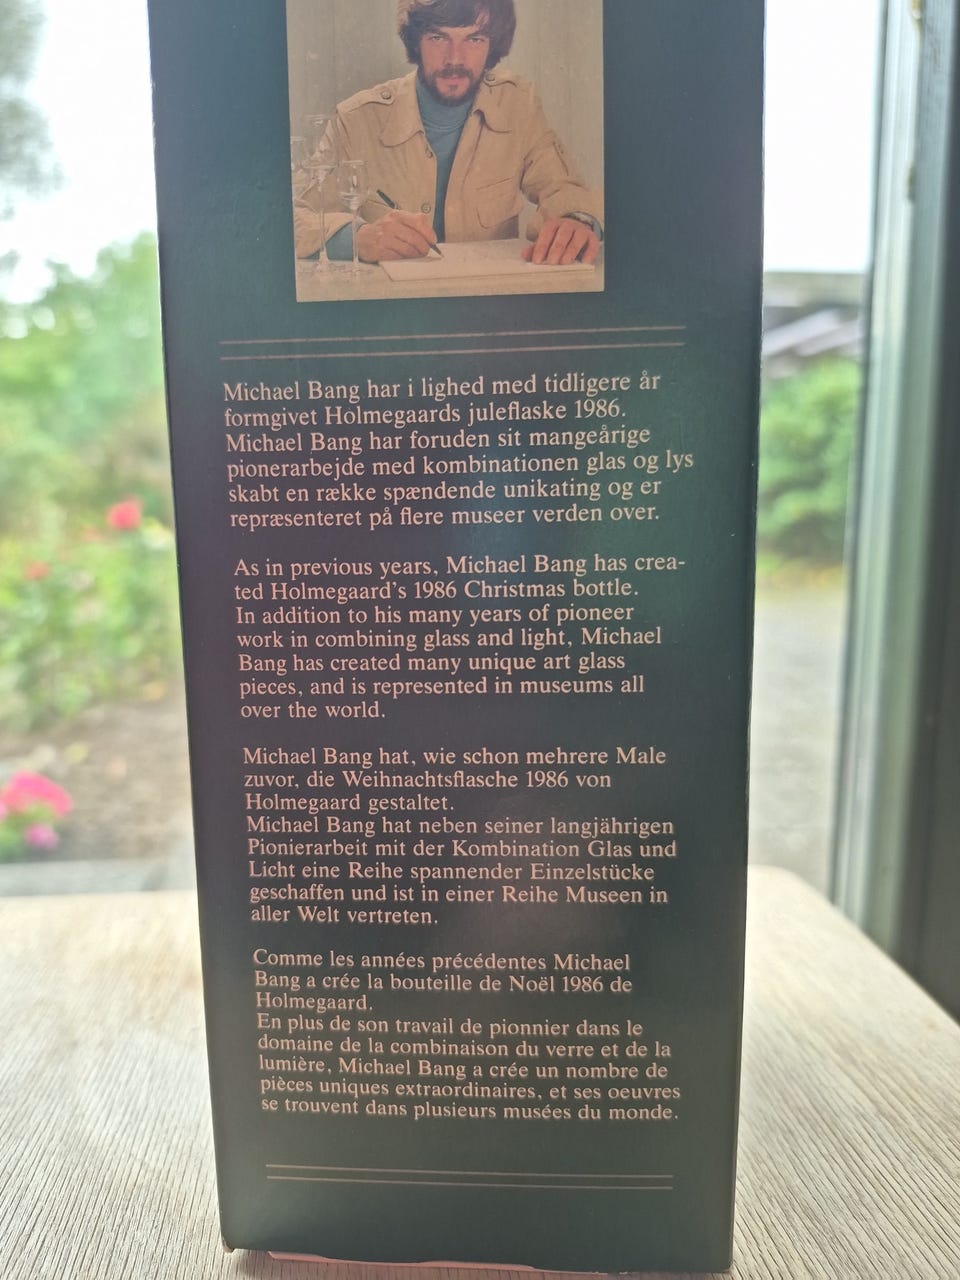 Michael Bang har i lighed med tidligere år
formgivet Holmegaards juleflaske 1986.
Michael Bang har foruden sit mangeårige
pionerarbejde med kombinationen glas og lys
skabt en række spændende unikating og er
repræsenteret på flere museer verden over.
As in previous years, Michael Bang has crea-
ted Holmegaard's 1986 Christmas bottle.
In addition to his many years of pioneer
work in combining glass and light, Michael
Bang has created many unique art glass
pieces, and is represented in museums all
over the world.
Michael Bang hat, wie schon mehrere Male
zuvor, die Weihnachtsflasche 1986 von
Holmegaard gestaltet.
Michael Bang hat neben seiner langjährigen
Pionierarbeit mit der Kombination Glas und
Licht eine Reihe spannender Einzelstücke
geschaffen und ist in einer Reihe Museen in
aller Welt vertreten.
Comme les années précédentes Michael
Bang a crée la bouteille de Noël 1986 de
Holmegaard.
En plus de son travail de pionnier dans le
domaine de la combinaison du verre et de la
lumière, Michael Bang a crée un nombre de
pièces uniques extraordinaires, et ses oeuvres
se trouvent dans plusieurs musées du monde.